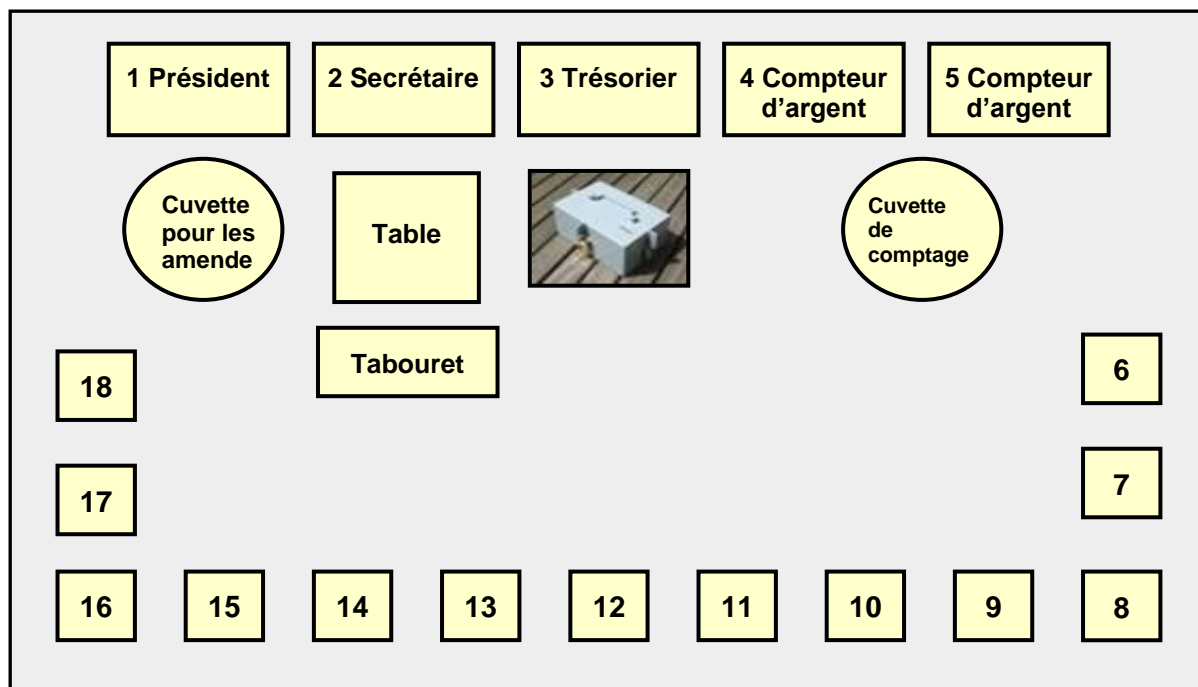 1 Président
2 Secrétaire
3 Trésorier
4 Compteur
d’argent
5 Compteur
d’argent
Cuvette
pour les
amende
Table
Cuvette
de
comptage
Tabouret
18
6
17
7
16
15
14
13
12
11
10
9
8